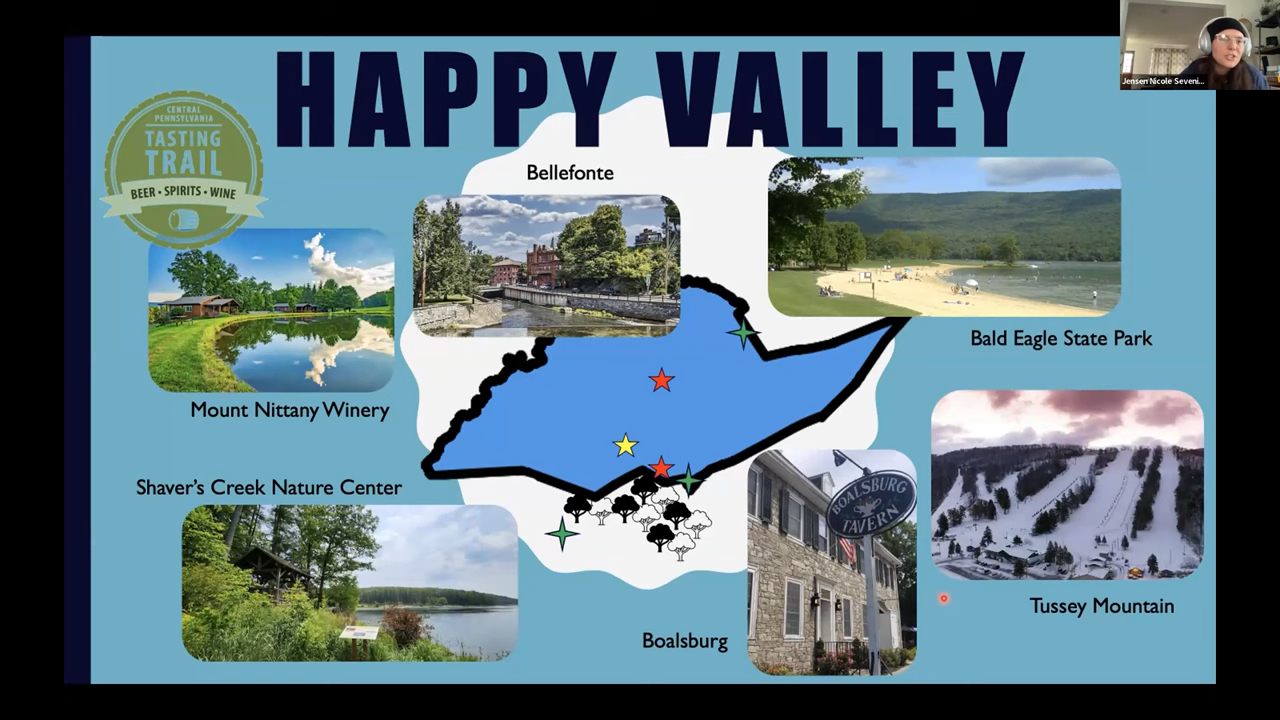 HAPPY VALLEY
Jensen Nicole Seveni...
CENTRAL
PENNSYLVANIA
TASTING
TRAIL
BEER • SPIRITS • WINE
Bellefonte
Bald Eagle State Park
Mount Nittany Winery
Shaver's Creek Nature Center
BOALSBURG
TAVERN
Tussey Mountain
Boalsburg